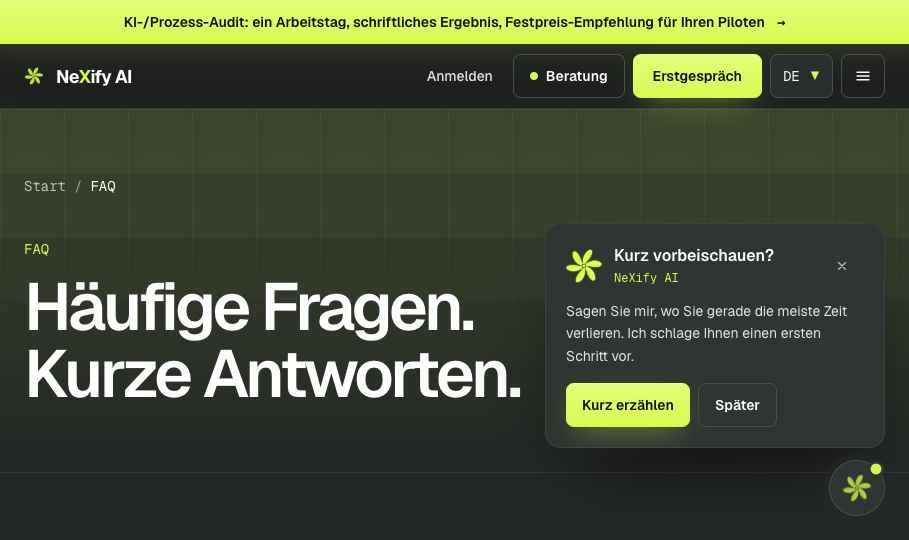 KI-/Prozess-Audit: ein Arbeitstag, schriftliches Ergebnis, Festpreis-Empfehlung für Ihren Piloten →
NeXify AI
Anmelden
Beratung
Erstgespräch
DE ▼
Start / FAQ
FAQ
Häufige Fragen.
Kurze Antworten.
Kurz vorbeischauen?
NeXify AI
Sagen Sie mir, wo Sie gerade die meiste Zeit
verlieren. Ich schlage Ihnen einen ersten
Schritt vor.
Kurz erzählen
Später